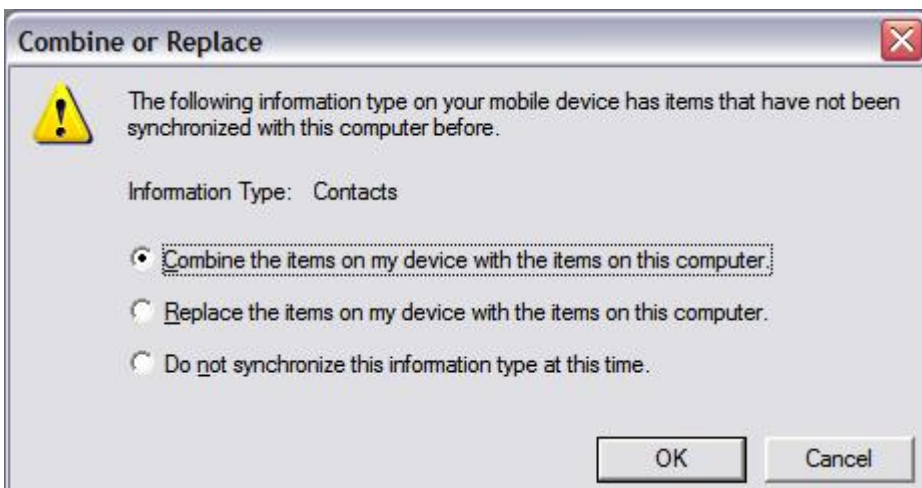 Combine or Replace
The following information type on your mobile device has items that have not been
synchronized with this computer before.
Information Type: Contacts
Combine the items on my device with the items on this computer.
Replace the items on my device with the items on this computer.
Do not synchronize this information type at this time.
OK Cancel